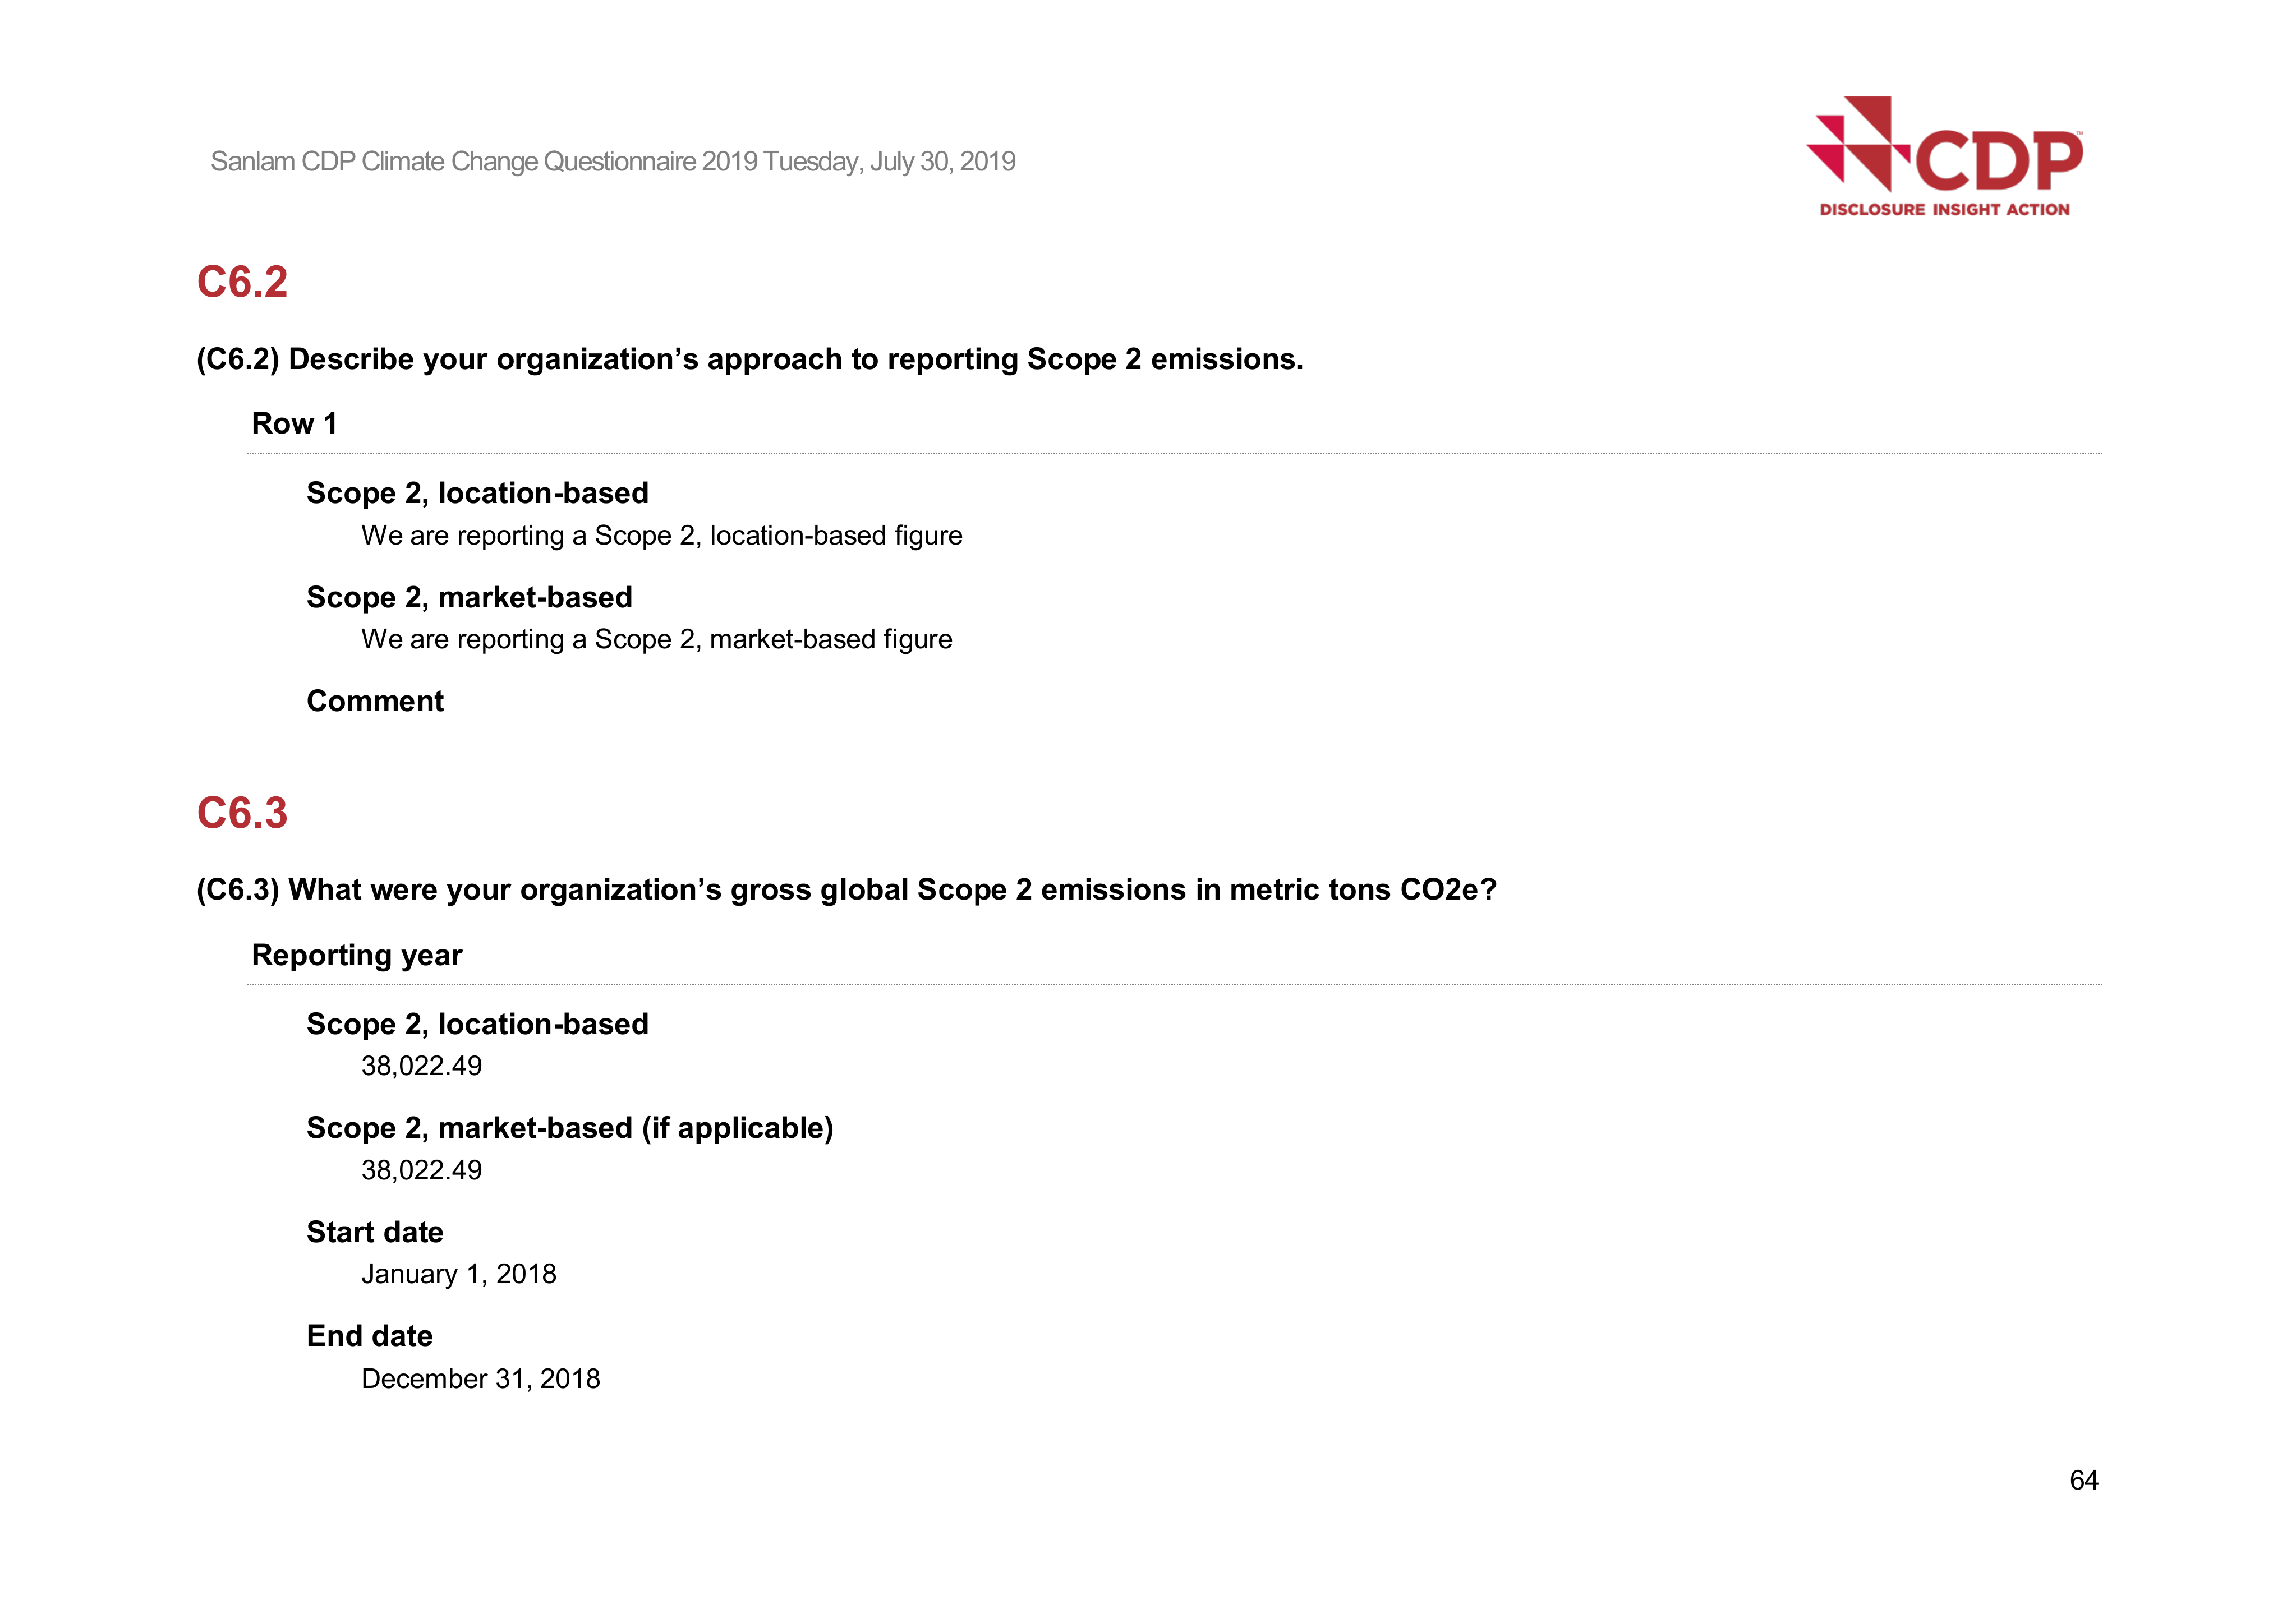 Sanlam CDP Climate Change Questionnaire 2019 Tuesday, July 30, 2019
CDP™
DISCLOSURE INSIGHT ACTION
C6.2
(C6.2) Describe your organization’s approach to reporting Scope 2 emissions.
Row 1
Scope 2, location-based
We are reporting a Scope 2, location-based figure
Scope 2, market-based
We are reporting a Scope 2, market-based figure
Comment
C6.3
(C6.3) What were your organization’s gross global Scope 2 emissions in metric tons CO2e?
Reporting year
Scope 2, location-based
38,022.49
Scope 2, market-based (if applicable)
38,022.49
Start date
January 1, 2018
End date
December 31, 2018
64